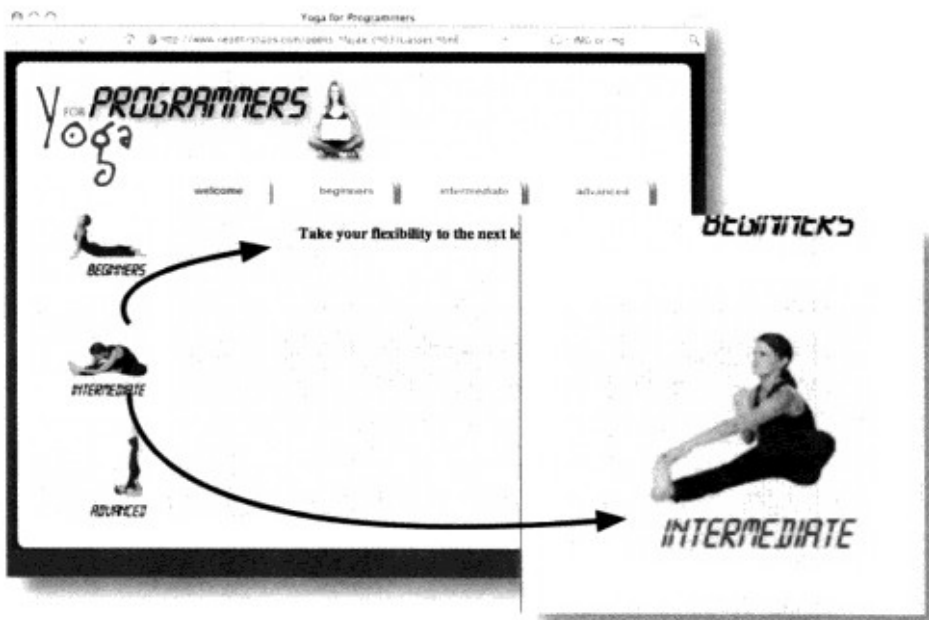 Yoga for Programmers
Yoga FOR PROGRAMMERS
welcome beginners intermediate advanced
Take your flexibility to the next le
BEGINNERS
INTERMEDIATE
ADVANCED
BEGINNERS
INTERMEDIATE